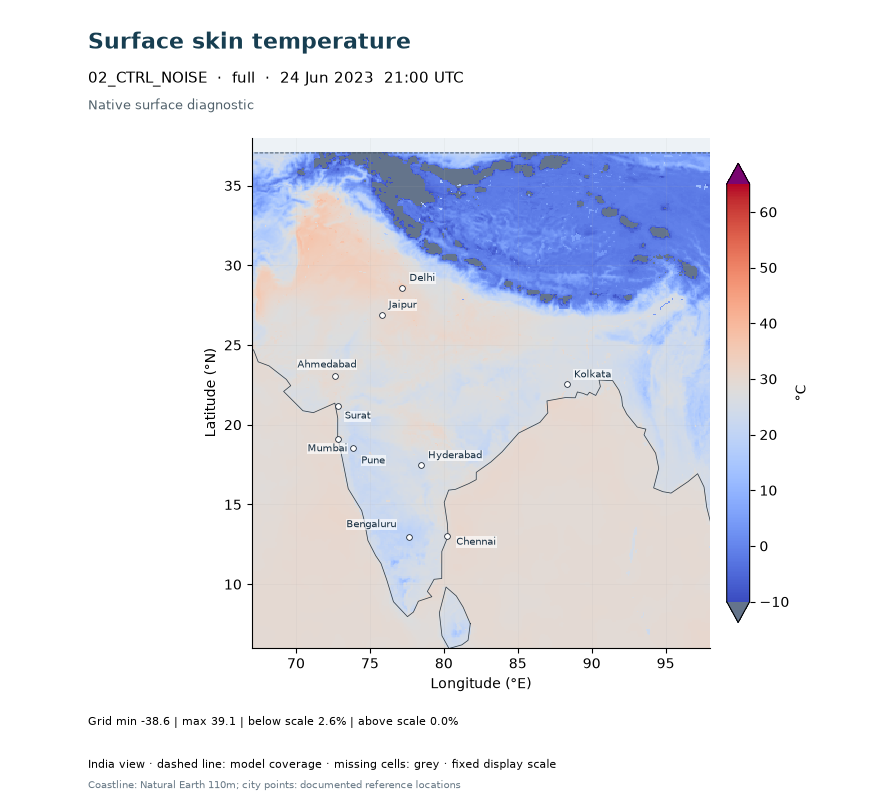 Surface skin temperature
02_CTRL_NOISE · full · 24 Jun 2023 21:00 UTC
Native surface diagnostic
35
30
25
20
15
10
Latitude (°N)
70
75
80
85
90
95
Longitude (°E)
Delhi
Jaipur
Ahmedabad
Kolkata
Surat
Mumbai
Pune
Hyderabad
Bengaluru
Chennai
60
50
40
30
20
10
0
−10
°C
Grid min -38.6 | max 39.1 | below scale 2.6% | above scale 0.0%
India view · dashed line: model coverage · missing cells: grey · fixed display scale
Coastline: Natural Earth 110m; city points: documented reference locations